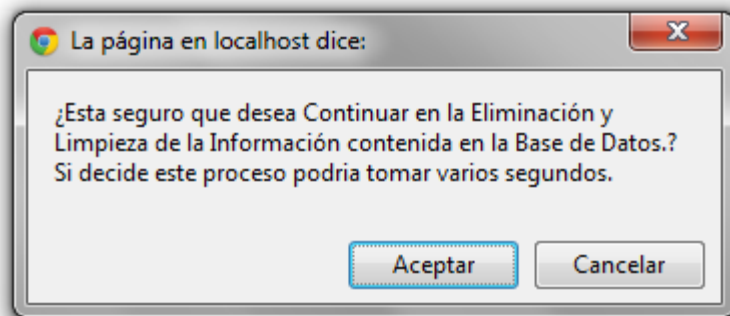 La página en localhost dice:
¿Esta seguro que desea Continuar en la Eliminación y
Limpieza de la Información contenida en la Base de Datos.?
Si decide este proceso podria tomar varios segundos.
Aceptar
Cancelar